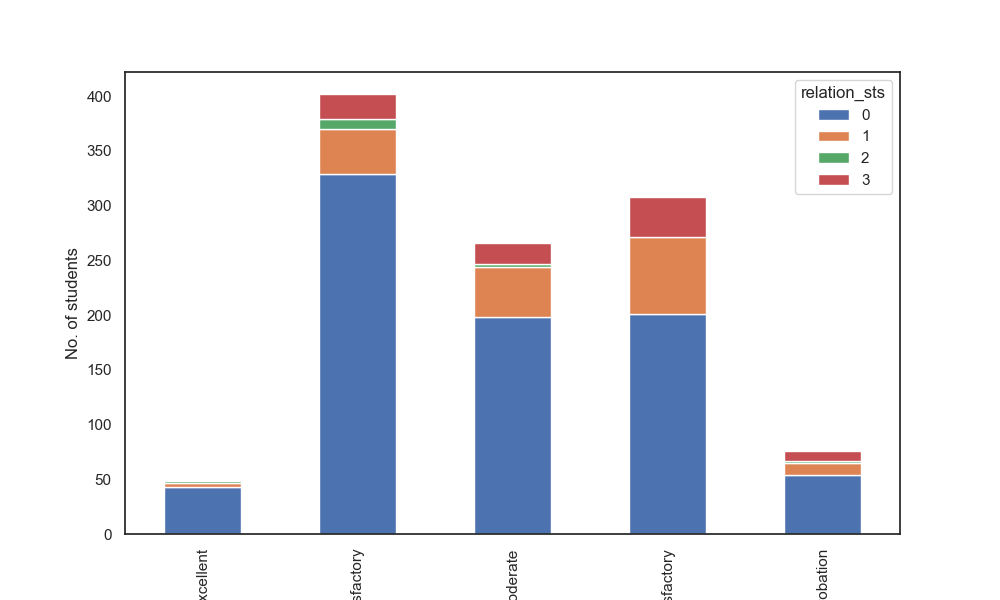 relation_sts
0
1
2
3
400
350
300
250
200
150
100
50
0
No. of students
xcellent
sfactory
oderate
sfactory
obation